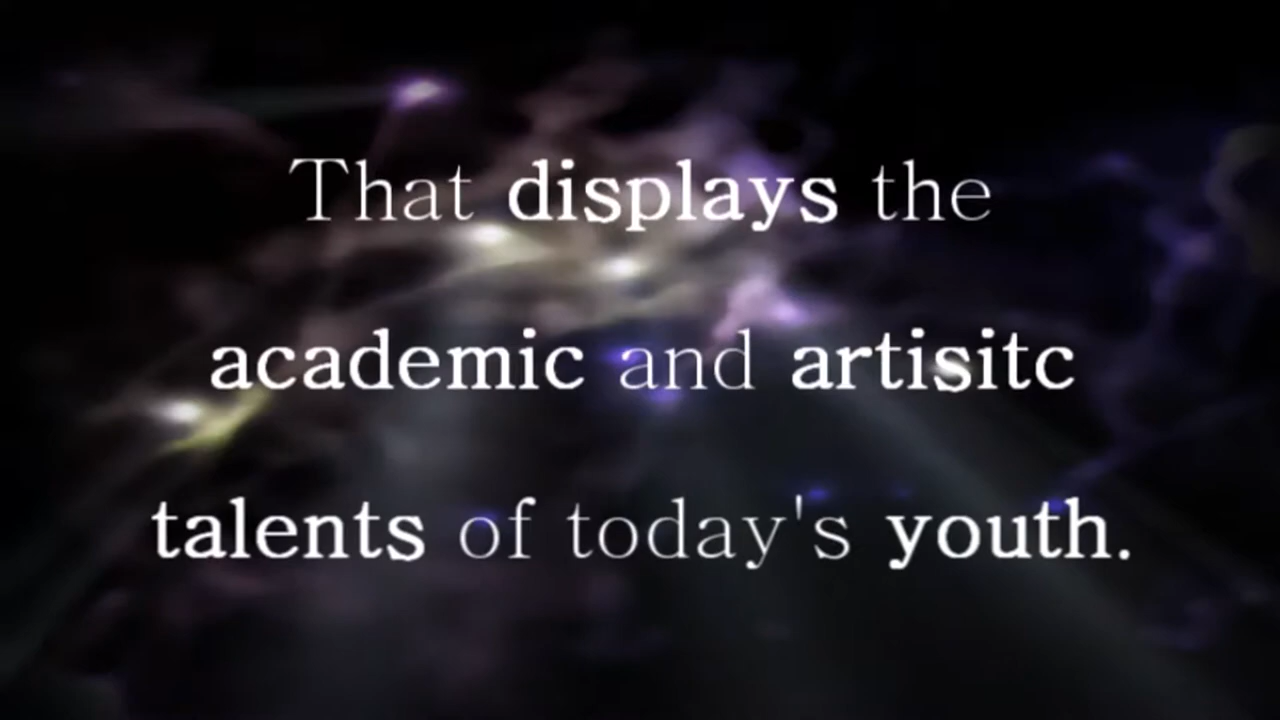 That displays the
academic and artisitc
talents of today's youth.